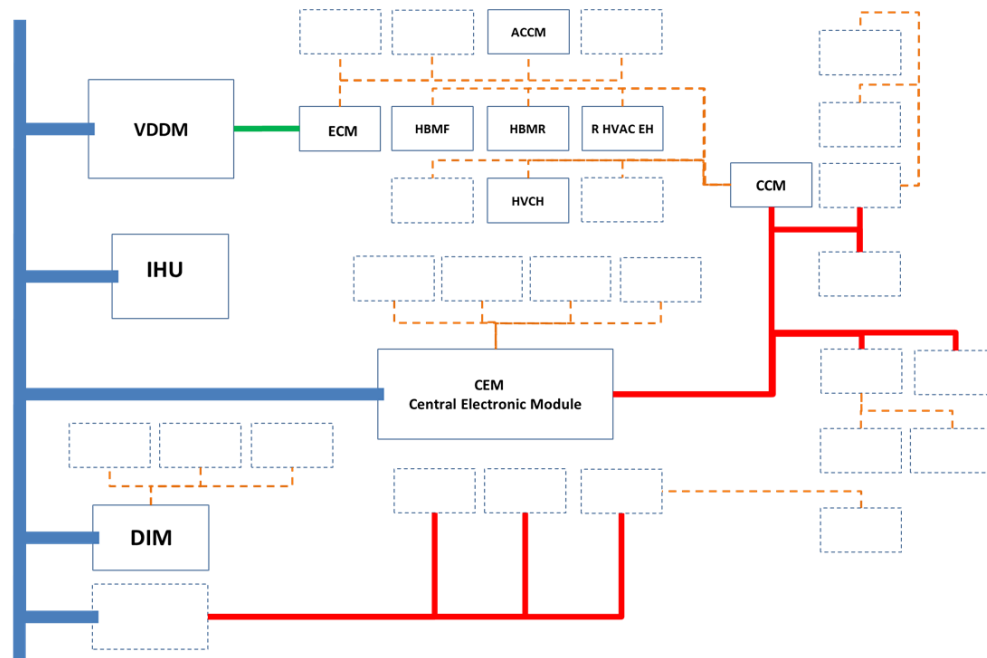 ACCM
VDDM
ECM
HBMF
HBMR
R HVAC EH
HVCH
CCM
IHU
CEM
Central Electronic Module
DIM